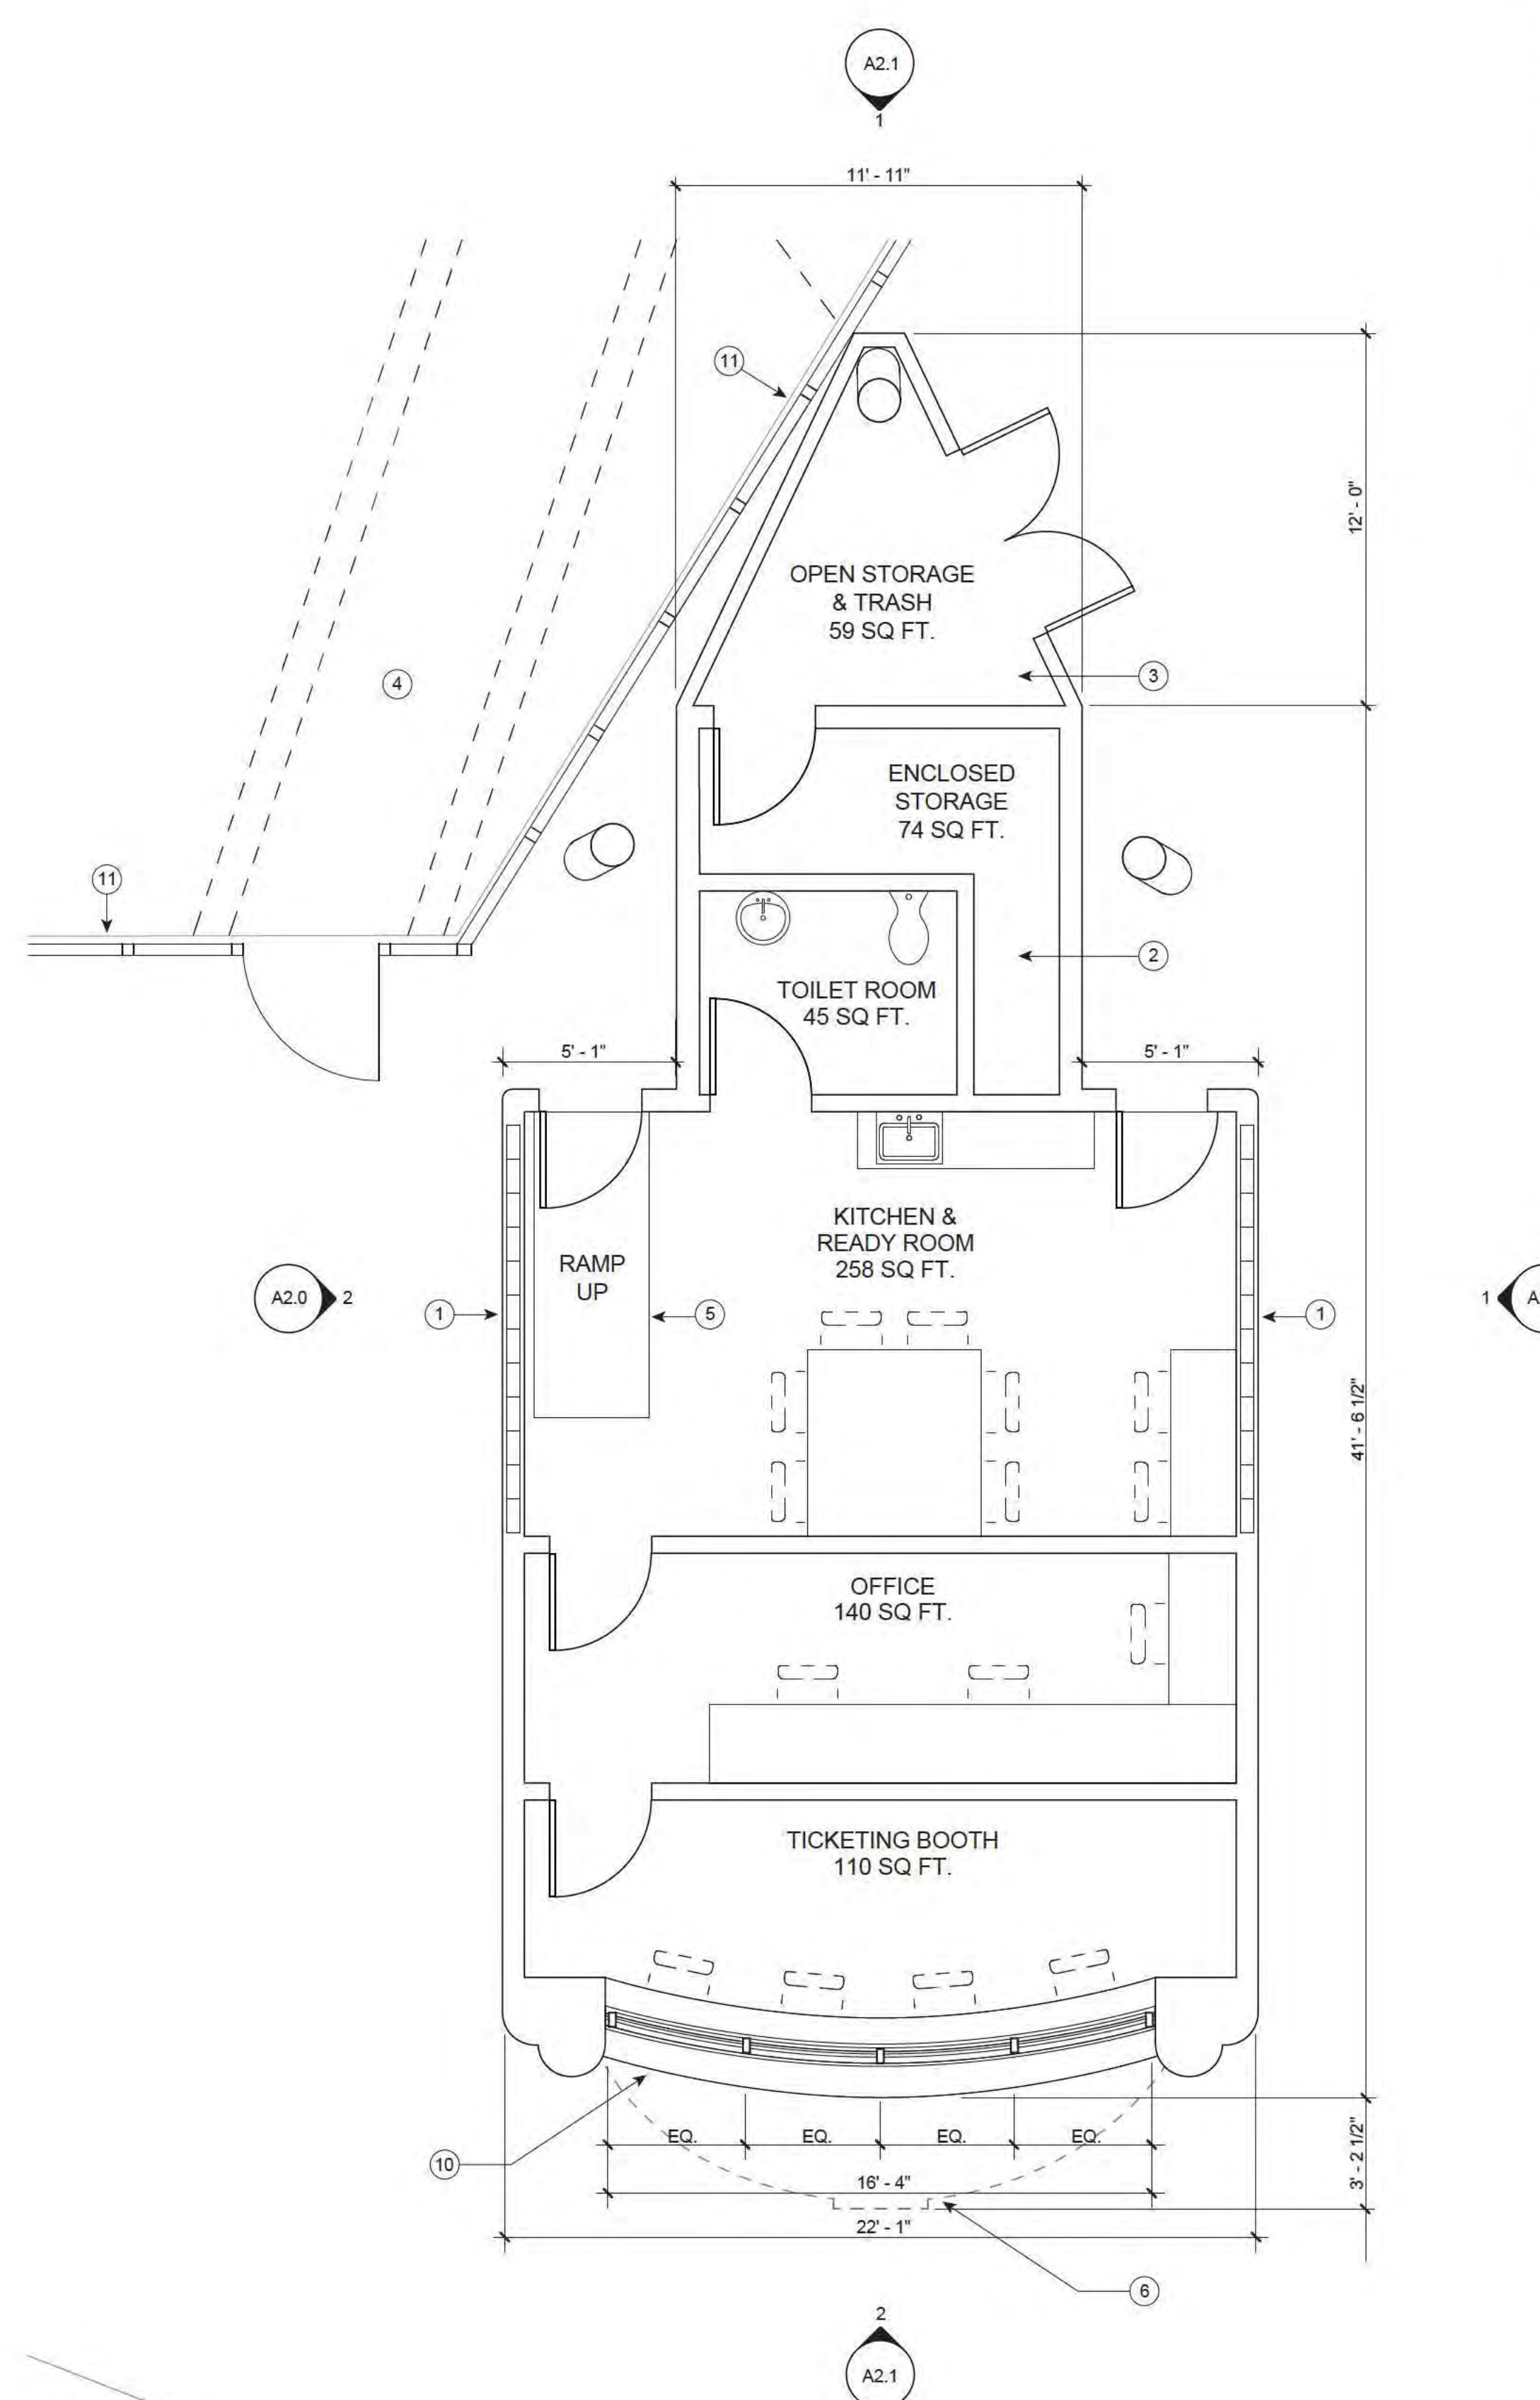 A2.1
1
11' - 11"
11
12' - 0"
OPEN STORAGE
& TRASH
59 SQ FT.
3
4
ENCLOSED
STORAGE
74 SQ FT.
11
2
TOILET ROOM
45 SQ FT.
5' - 1"
5' - 1"
KITCHEN &
READY ROOM
258 SQ FT.
RAMP
UP
A2.0
2
1
5
1
1
A
41' - 6 1/2"
OFFICE
140 SQ FT.
TICKETING BOOTH
110 SQ FT.
EQ.
EQ.
EQ.
EQ.
10
3' - 2 1/2"
16' - 4"
22' - 1"
6
2
A2.1